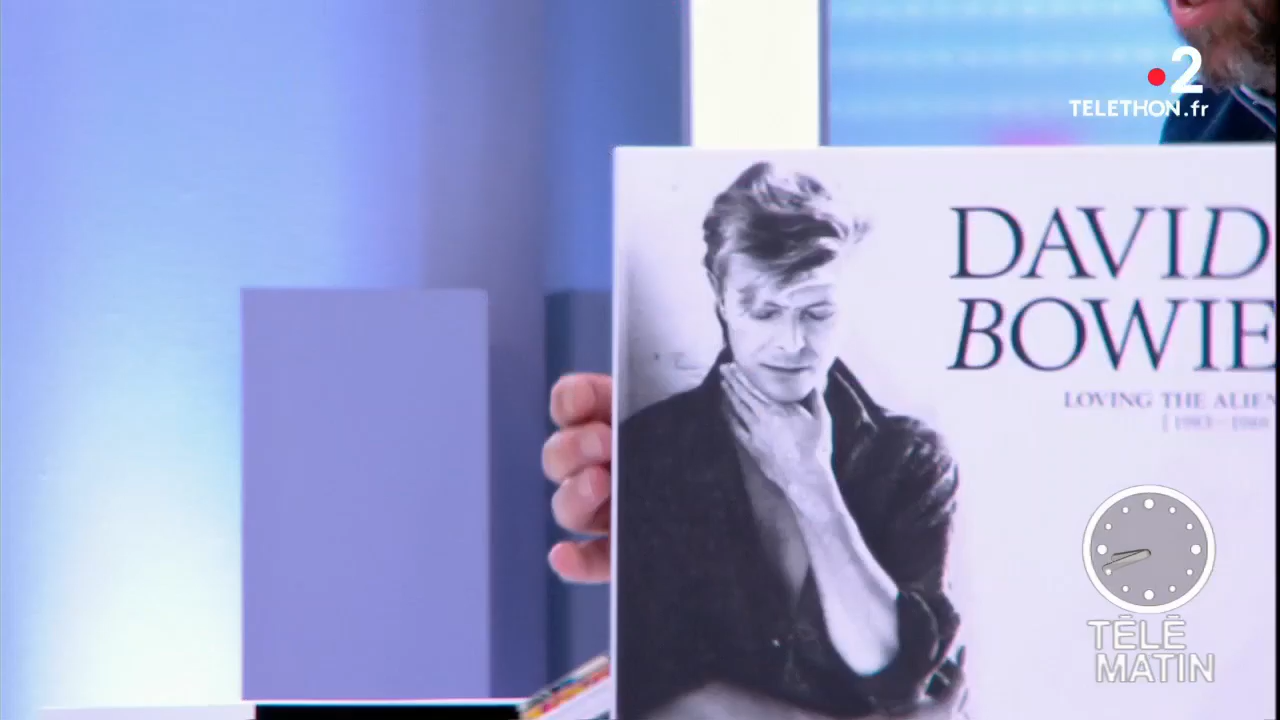 2
TELETHON.fr
DAVID
BOWIE
LOVING THE ALIEN
TÉLÉ
MATIN